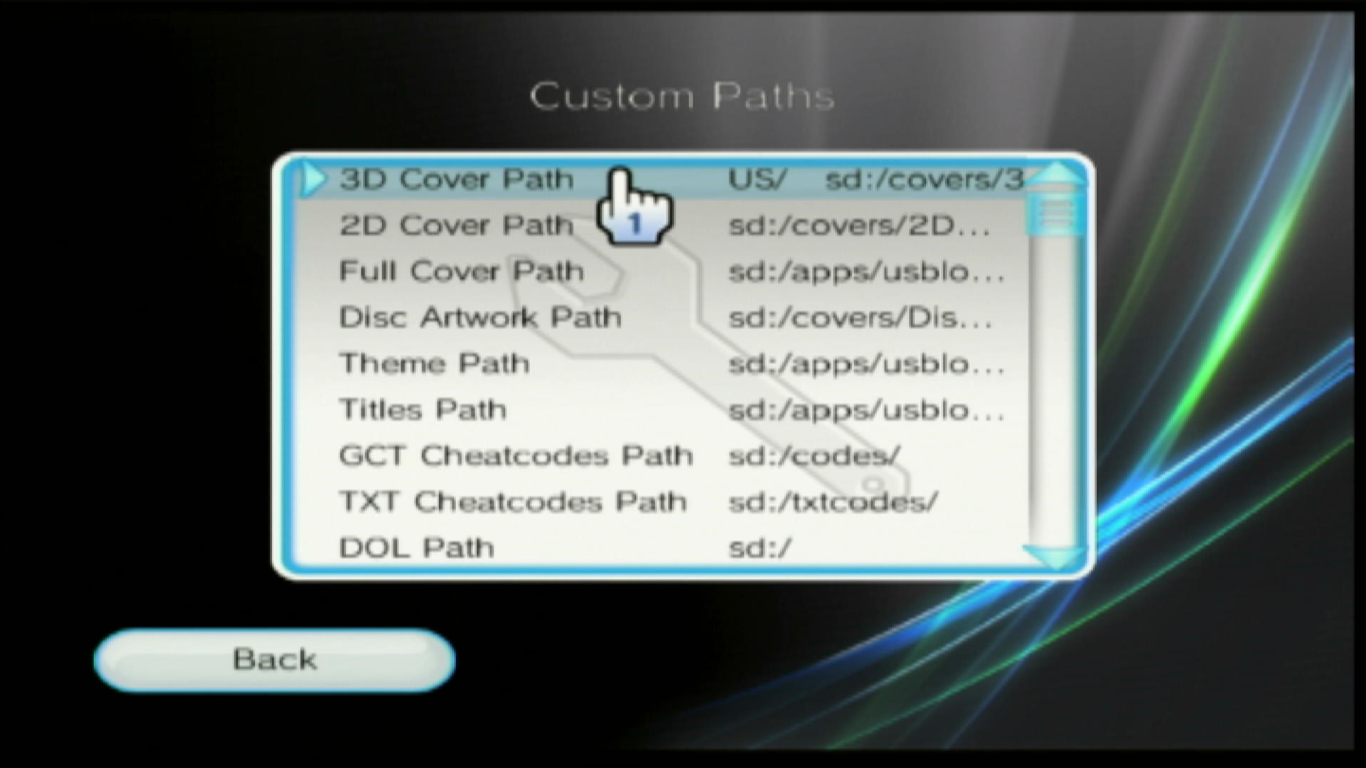 Custom Paths
3D Cover Path US/ sd:/covers/3
2D Cover Path sd:/covers/2D...
Full Cover Path sd:/apps/usblo...
Disc Artwork Path sd:/covers/Dis...
Theme Path sd:/apps/usblo...
Titles Path sd:/apps/usblo...
GCT Cheatcodes Path sd:/codes/
TXT Cheatcodes Path sd:/txtcodes/
DOL Path sd:/
1
Back